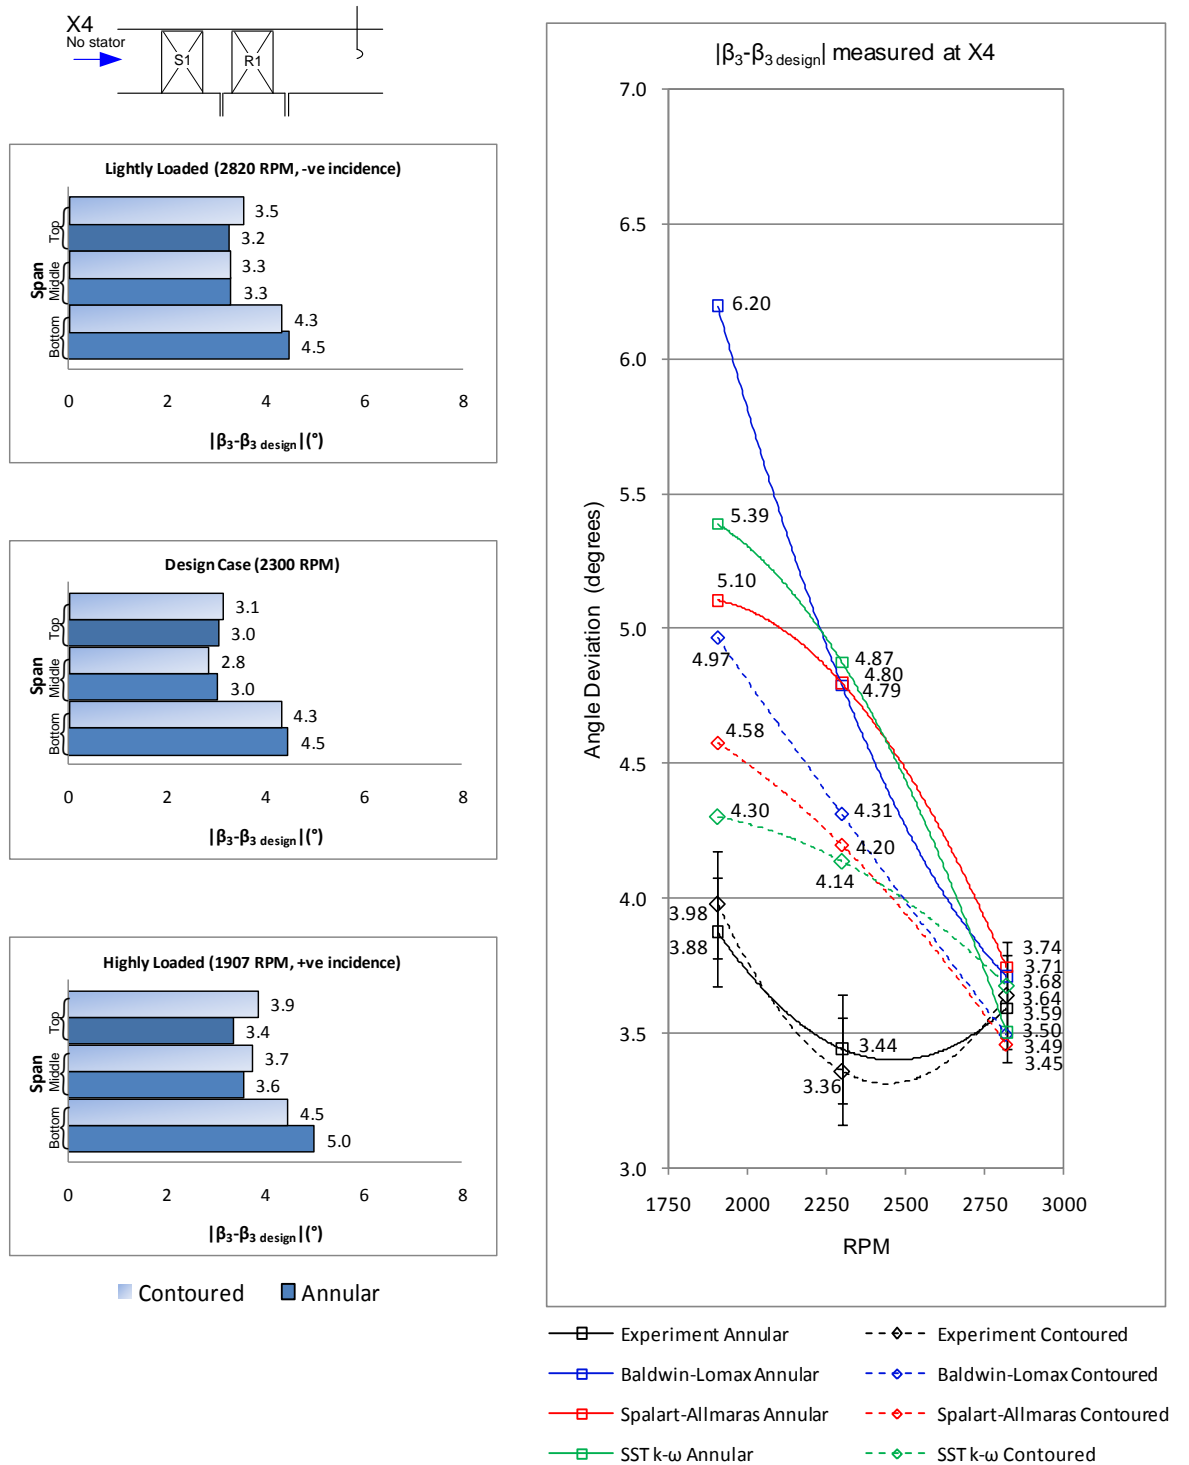 X4
No stator
S1
R1
Lightly Loaded (2820 RPM, -ve incidence)
Span
Top
Middle
Bottom
3.5
3.2
3.3
3.3
4.3
4.5
0 2 4 6 8
|β3-β3 design|(°)
Design Case (2300 RPM)
Span
Top
Middle
Bottom
3.1
3.0
2.8
3.0
4.3
4.5
0 2 4 6 8
|β3-β3 design|(°)
Highly Loaded (1907 RPM, +ve incidence)
Span
Top
Middle
Bottom
3.9
3.4
3.7
3.6
4.5
5.0
0 2 4 6 8
|β3-β3 design|(°)
Contoured Annular
|β3-β3 design| measured at X4
Angle Deviation (degrees)
7.0
6.5
6.0
5.5
5.0
4.5
4.0
3.5
3.0
6.20
5.39
5.10
4.97
4.87
4.80
4.79
4.58
4.30
4.31
4.20
4.14
3.98
3.88
3.44
3.36
3.74
3.71
3.68
3.64
3.59
3.50
3.49
3.45
1750 2000 2250 2500 2750 3000
RPM
Experiment Annular
Experiment Contoured
Baldwin-Lomax Annular
Baldwin-Lomax Contoured
Spalart-Allmaras Annular
Spalart-Allmaras Contoured
SST k-ω Annular
SST k-ω Contoured